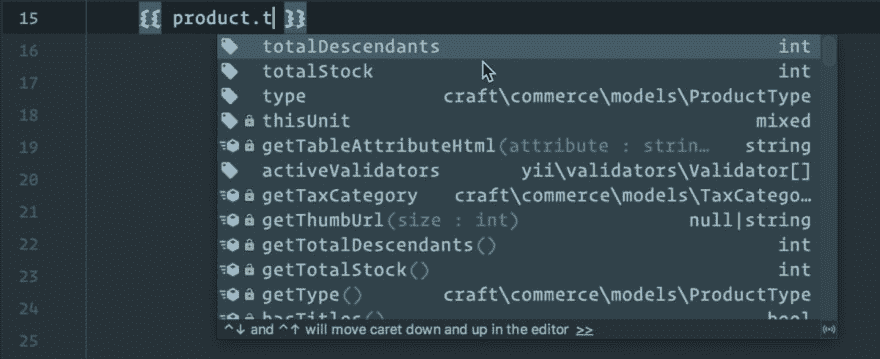 15 {{ product.t }}
16 totalDescendants int
17 totalStock int
type craft\commerce\models\ProductType
18 thisUnit mixed
19 getTableAttributeHtml(attribute : strin… string
20 activeValidators yii\validators\Validator[]
getTaxCategory craft\commerce\models\TaxCatego…
21 getThumbUrl(size : int) null|string
22 getTotalDescendants() int
23 getTotalStock() int
24 getType() craft\commerce\models\ProductType
hasTitles() bool
25 ^↓ and ^↑ will move caret down and up in the editor >>